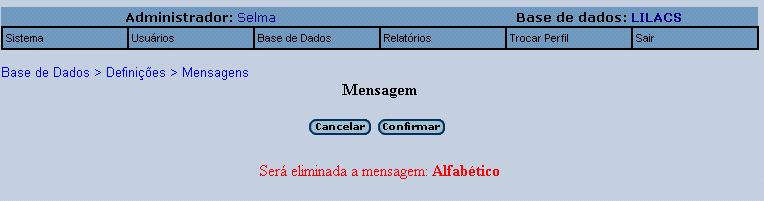 Administrador: Selma Base de dados: LILACS
Sistema Usuários Base de Dados Relatórios Trocar Perfil Sair
Base de Dados > Definições > Mensagens
Mensagem
Cancelar Confirmar
Será eliminada a mensagem: Alfabético